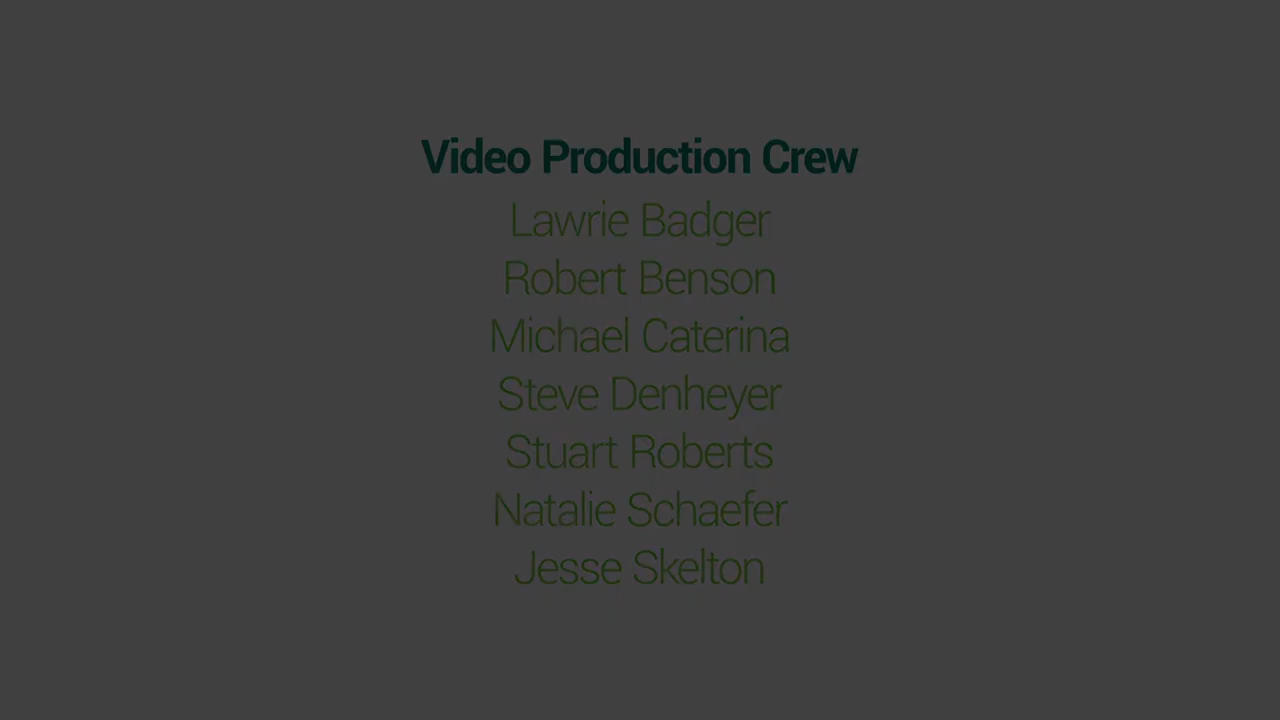 Video Production Crew
Lawrie Badger
Robert Benson
Michael Caterina
Steve Denheyer
Stuart Roberts
Natalie Schaefer
Jesse Skelton